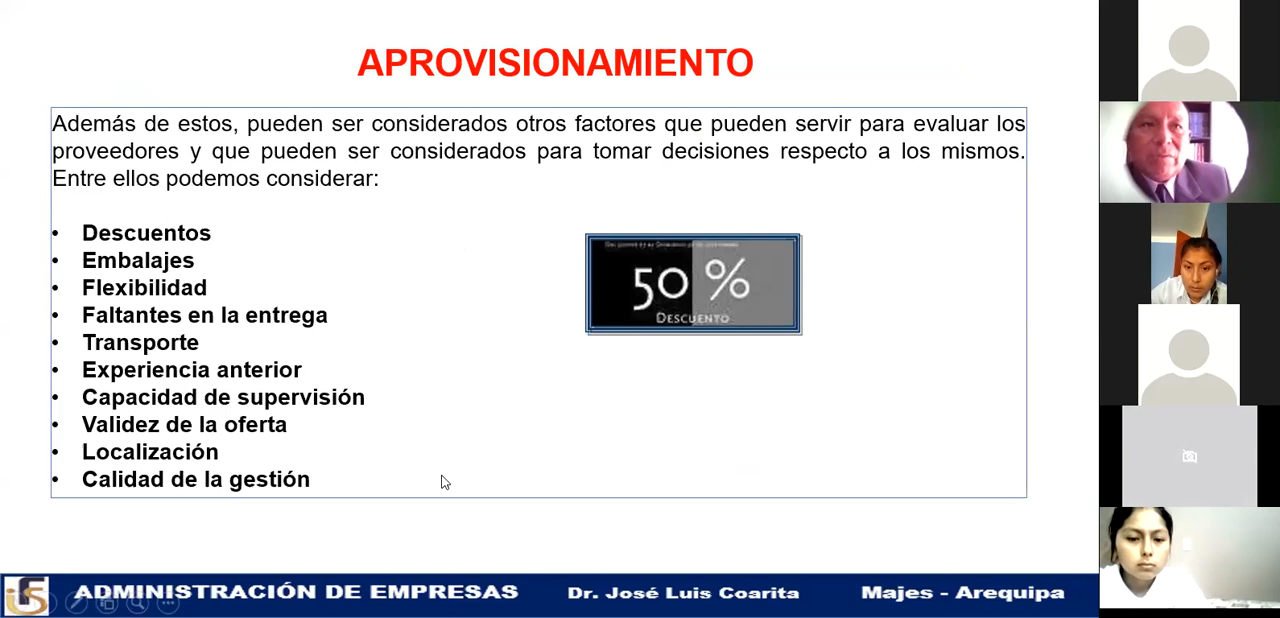 APROVISIONAMIENTO
Además de estos, pueden ser considerados otros factores que pueden servir para evaluar los
proveedores y que pueden ser considerados para tomar decisiones respecto a los mismos.
Entre ellos podemos considerar:
• Descuentos
• Embalajes
• Flexibilidad
• Faltantes en la entrega
• Transporte
• Experiencia anterior
• Capacidad de supervisión
• Validez de la oferta
• Localización
• Calidad de la gestión
50 %
DESCUENTO
ADMINISTRACIÓN DE EMPRESAS Dr. José Luis Coarita Majes - Arequipa